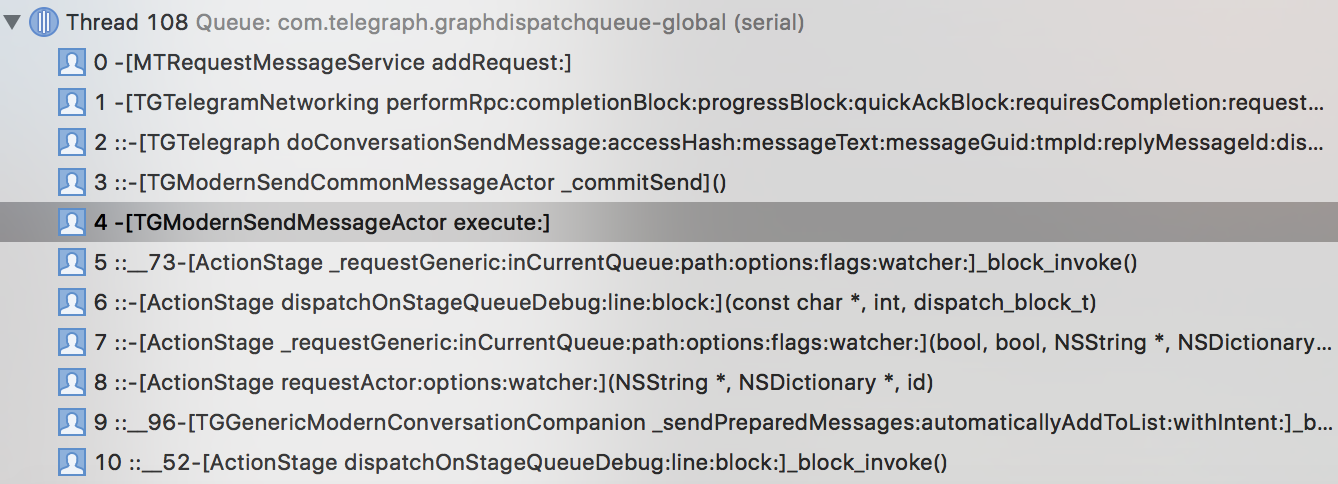 Thread 108 Queue: com.telegraph.graphdispatchqueue-global (serial)
0 -[MTRequestMessageService addRequest:]
1 -[TGTelegramNetworking performRpc:completionBlock:progressBlock:quickAckBlock:requiresCompletion:request...
2 ::-[TGTelegraph doConversationSendMessage:accessHash:messageText:messageGuid:tmpId:replyMessageId:dis...
3 ::-[TGModernSendCommonMessageActor _commitSend]()
4 -[TGModernSendMessageActor execute:]
5 ::__73-[ActionStage _requestGeneric:inCurrentQueue:path:options:flags:watcher:]_block_invoke()
6 ::-[ActionStage dispatchOnStageQueueDebug:line:block:](const char *, int, dispatch_block_t)
7 ::-[ActionStage _requestGeneric:inCurrentQueue:path:options:flags:watcher:](bool, bool, NSString *, NSDictionary...
8 ::-[ActionStage requestActor:options:watcher:](NSString *, NSDictionary *, id)
9 ::__96-[TGGenericModernConversationCompanion _sendPreparedMessages:automaticallyAddToList:withIntent:]_b...
10 ::__52-[ActionStage dispatchOnStageQueueDebug:line:block:]_block_invoke()